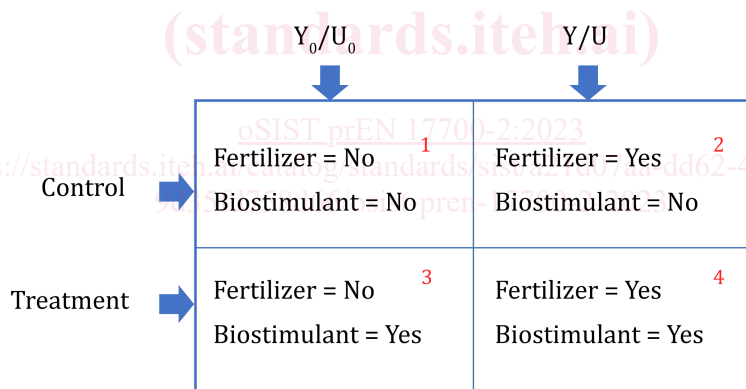 (standards.iteh.ai)
Y₀/U₀ Y/U
oSIST prEN 17700-2:2023
Fertilizer = No 1 Fertilizer = Yes 2
Control
Biostimulant = No Biostimulant = No
Fertilizer = No 3 Fertilizer = Yes 4
Treatment
Biostimulant = Yes Biostimulant = Yes